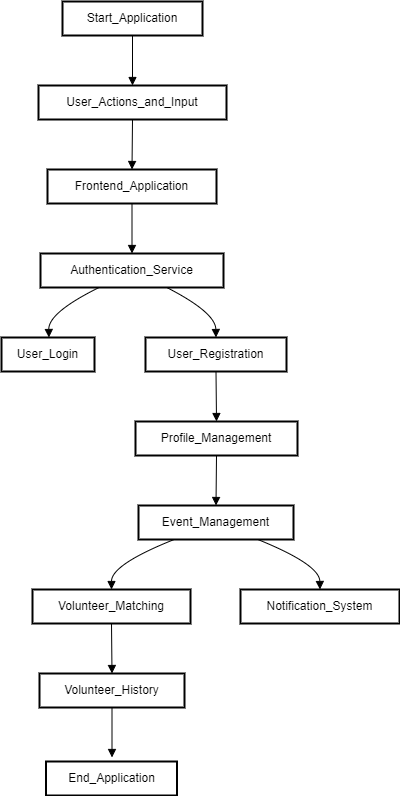 Start_Application
User_Actions_and_Input
Frontend_Application
Authentication_Service
User_Login
User_Registration
Profile_Management
Event_Management
Volunteer_Matching
Notification_System
Volunteer_History
End_Application